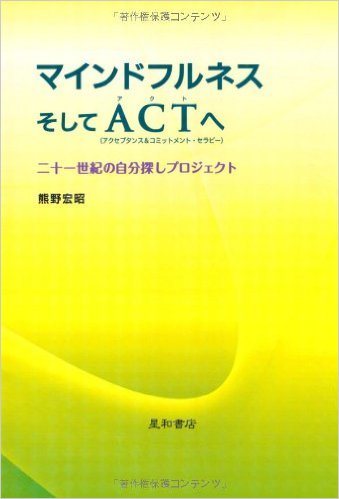 「著作権保護コンテンツ」
マインドフルネス
アクト
そしてACTへ
(アクセプタンス&コミットメント・セラピー)
二十一世紀の自分探しプロジェクト
熊野宏昭
星和書店
「著作権保護コンテンツ」